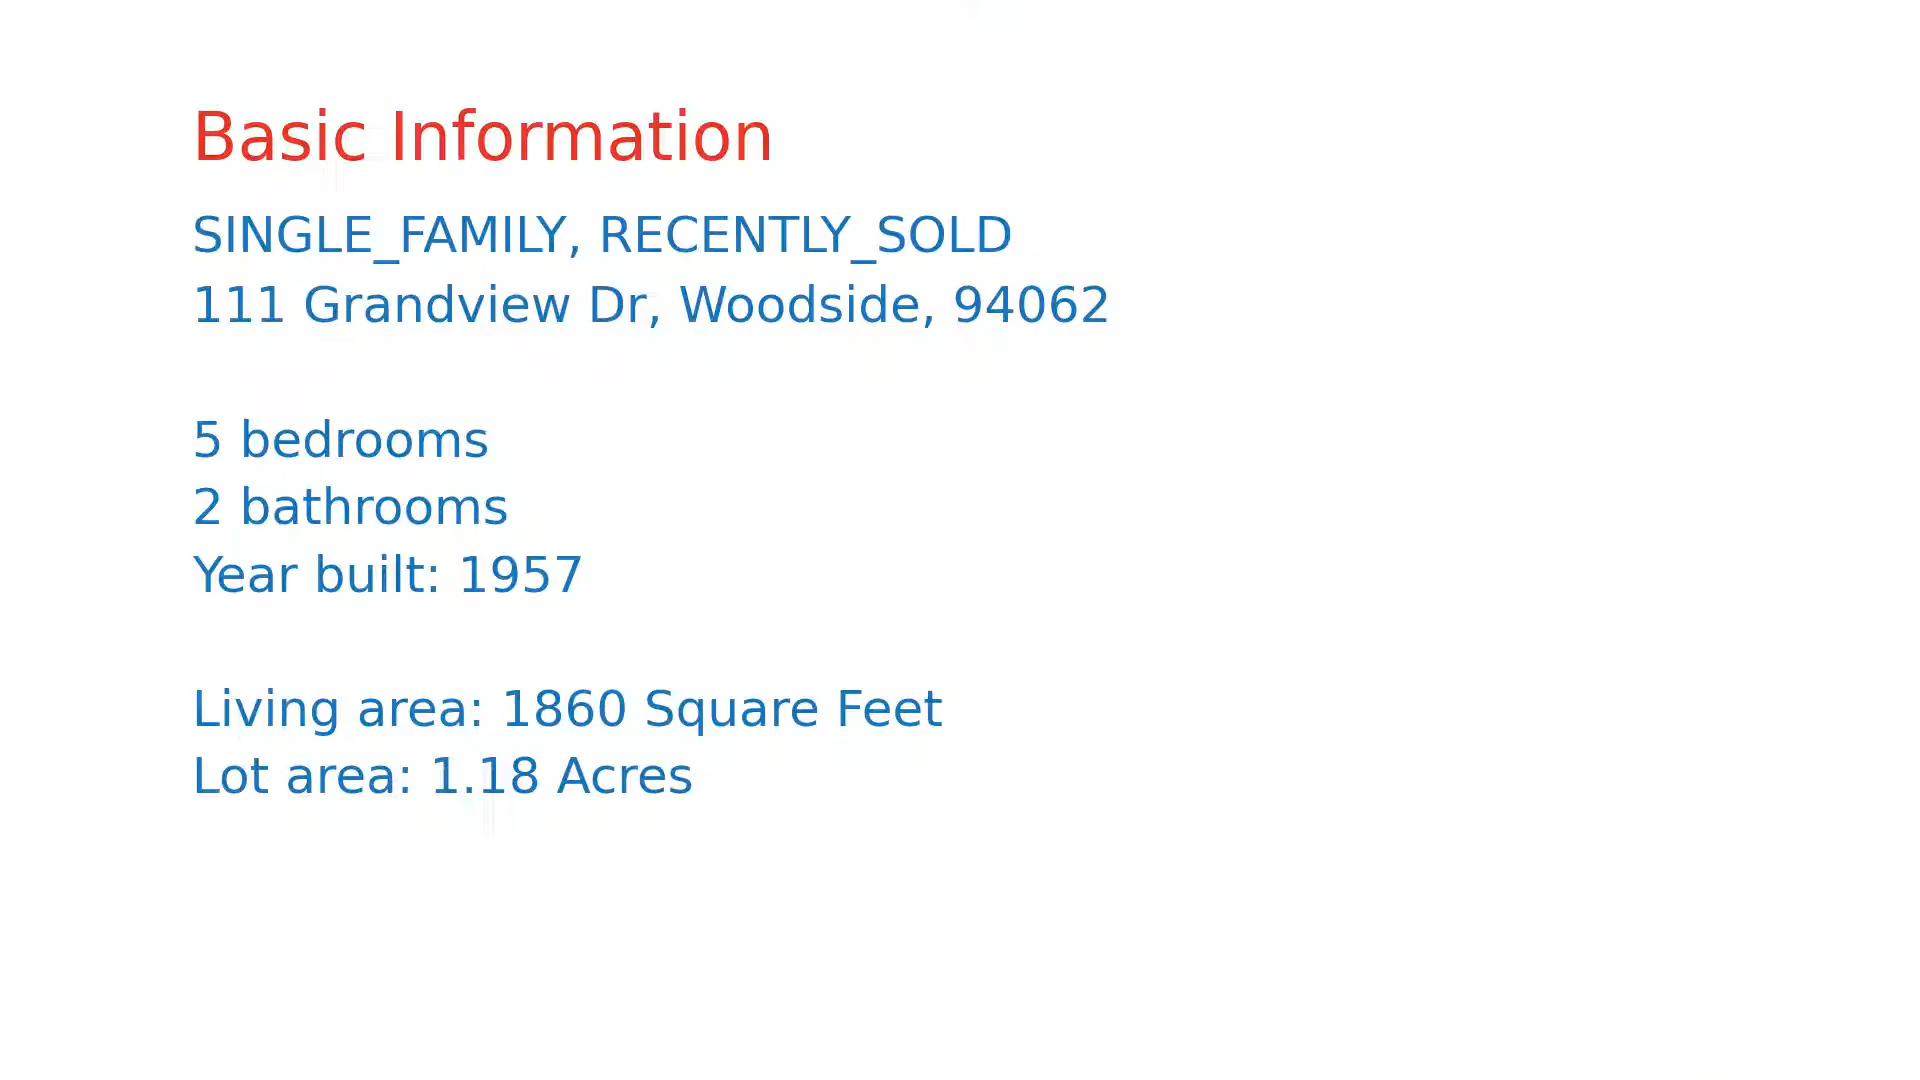 Basic Information
SINGLE_FAMILY, RECENTLY_SOLD
111 Grandview Dr, Woodside, 94062
5 bedrooms
2 bathrooms
Year built: 1957
Living area: 1860 Square Feet
Lot area: 1.18 Acres